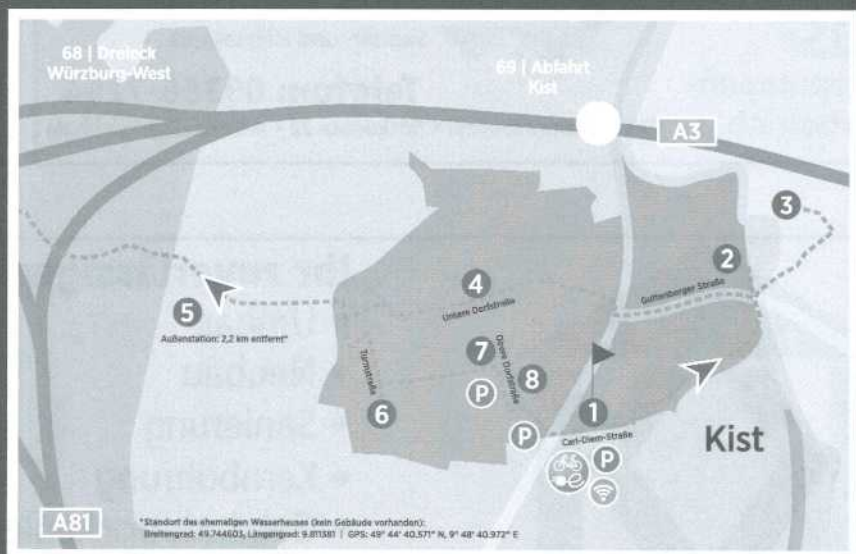 68 | Dreieck
Würzburg-West
69 | Abfahrt
Kist
A3
3
2
Guttenberger Straße
4
Untere Dorfstraße
5
Außenstation: 2,2 km entfernt*
7
Obere Dorfstraße
8
Turmstraße
P
6
1
P
Carl-Diem-Straße
P
Kist
A81
*Standort des ehemaligen Wasserhauses (kein Gebäude vorhanden):
Breitengrad: 49.744603, Längengrad: 9.811381 | GPS: 49° 44' 40.571" N, 9° 48' 40.972" E